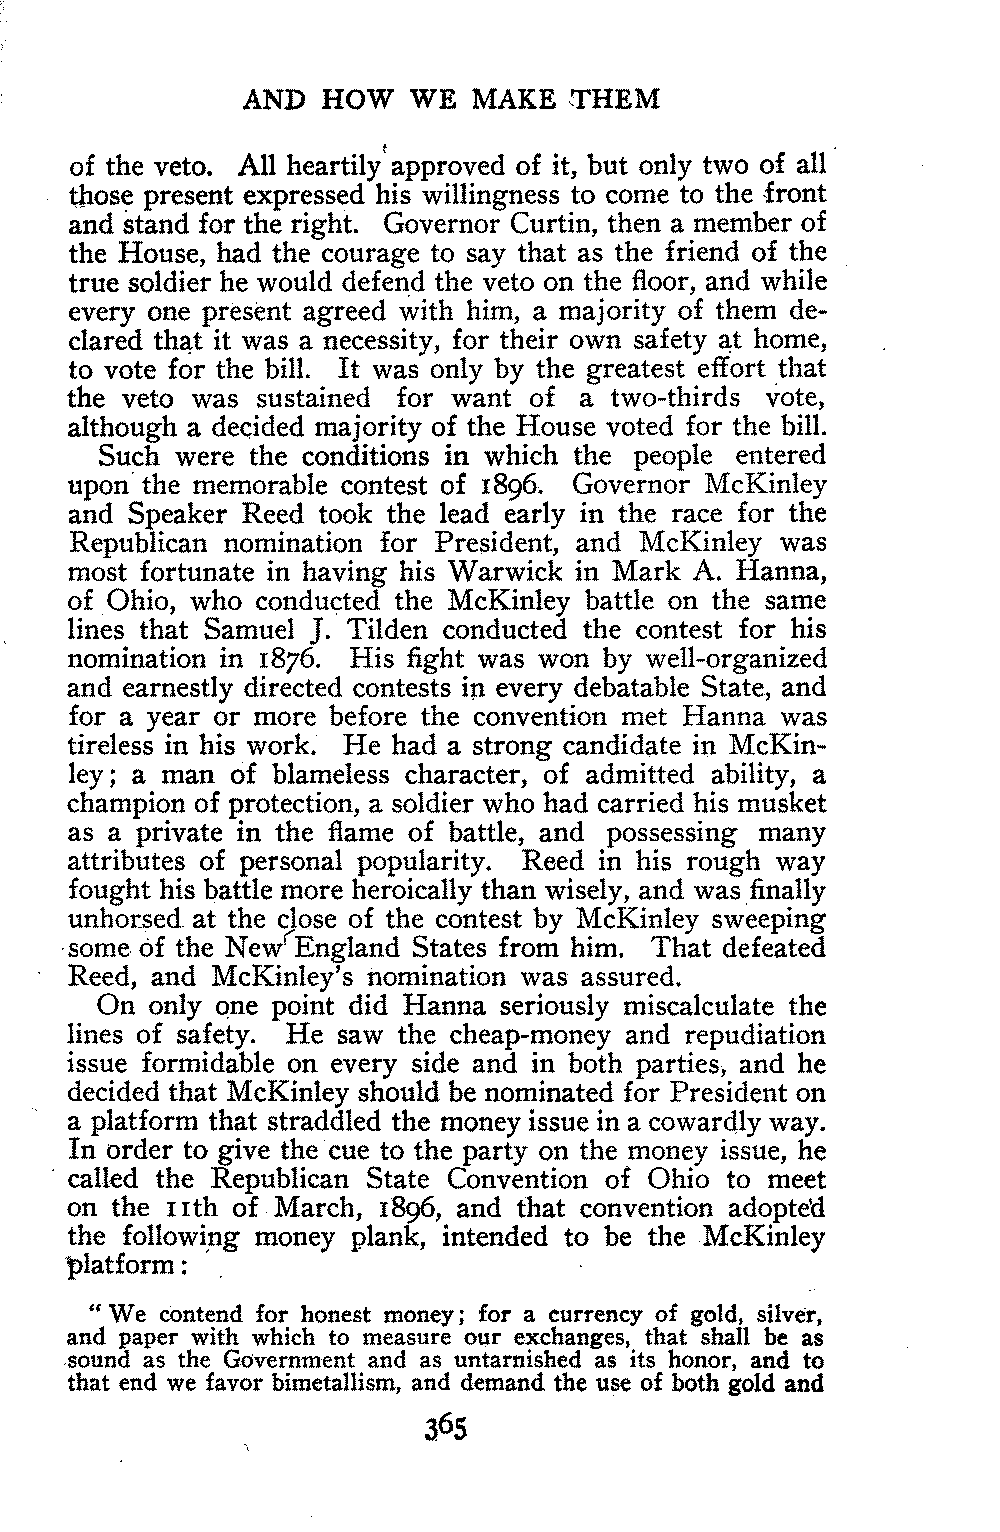 AND HOW WE MAKE THEM
of the veto. All heartily approved of it, but only two of all
those present expressed his willingness to come to the front
and stand for the right. Governor Curtin, then a member of
the House, had the courage to say that as the friend of the
true soldier he would defend the veto on the floor, and while
every one present agreed with him, a majority of them de-
clared that it was a necessity, for their own safety at home,
to vote for the bill. It was only by the greatest effort that
the veto was sustained for want of a two-thirds vote,
although a decided majority of the House voted for the bill.
Such were the conditions in which the people entered
upon the memorable contest of 1896. Governor McKinley
and Speaker Reed took the lead early in the race for the
Republican nomination for President, and McKinley was
most fortunate in having his Warwick in Mark A. Hanna,
of Ohio, who conducted the McKinley battle on the same
lines that Samuel J. Tilden conducted the contest for his
nomination in 1876. His fight was won by well-organized
and earnestly directed contests in every debatable State, and
for a year or more before the convention met Hanna was
tireless in his work. He had a strong candidate in McKin-
ley; a man of blameless character, of admitted ability, a
champion of protection, a soldier who had carried his musket
as a private in the flame of battle, and possessing many
attributes of personal popularity. Reed in his rough way
fought his battle more heroically than wisely, and was finally
unhorsed at the close of the contest by McKinley sweeping
some of the New England States from him. That defeated
Reed, and McKinley's nomination was assured.
On only one point did Hanna seriously miscalculate the
lines of safety. He saw the cheap-money and repudiation
issue formidable on every side and in both parties, and he
decided that McKinley should be nominated for President on
a platform that straddled the money issue in a cowardly way.
In order to give the cue to the party on the money issue, he
called the Republican State Convention of Ohio to meet
on the 11th of March, 1896, and that convention adopted
the following money plank, intended to be the McKinley
platform:
"We contend for honest money; for a currency of gold, silver,
and paper with which to measure our exchanges, that shall be as
sound as the Government and as untarnished as its honor, and to
that end we favor bimetallism, and demand the use of both gold and
365